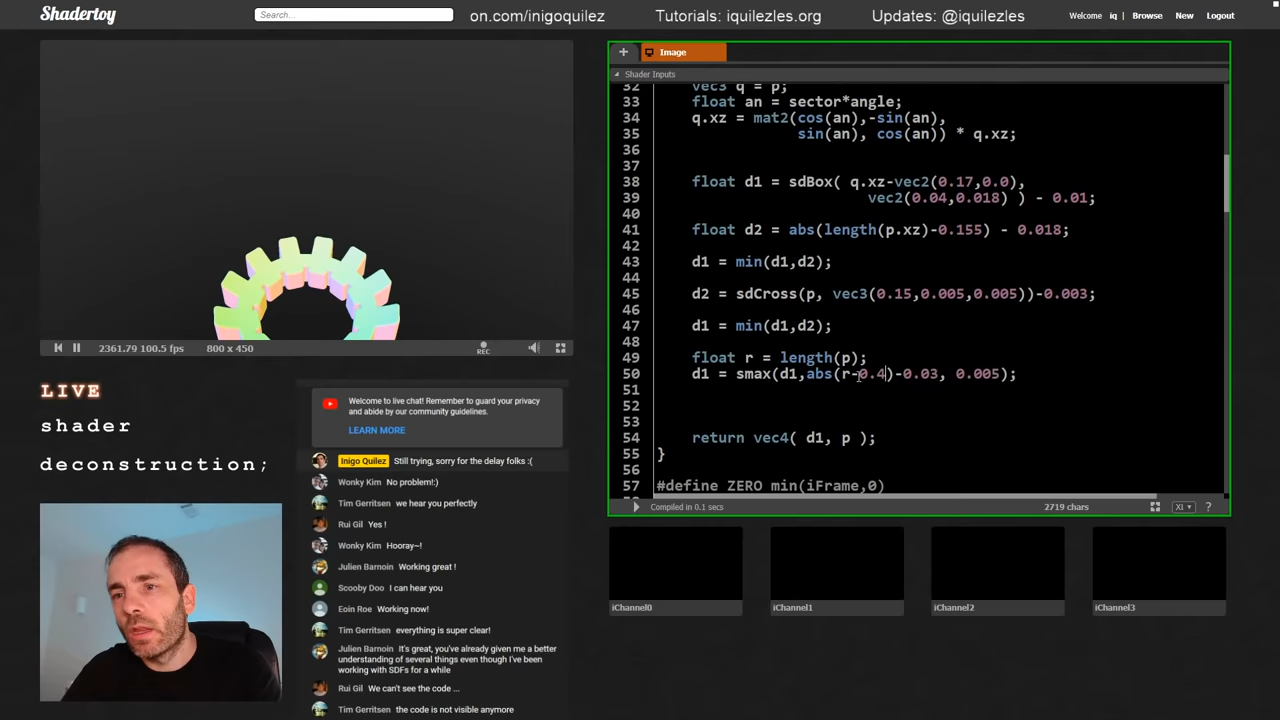 Shadertoy
Search...
on.com/inigoquilez
Tutorials: iquilezles.org
Updates: @iquilezles
Welcome iq |
Browse
New
Logout
+
Image
Shader Inputs
32 vec3 q = p;
33 float an = sector*angle;
34 q.xz = mat2(cos(an),-sin(an),
35 sin(an), cos(an)) * q.xz;
36
37
38 float d1 = sdBox( q.xz-vec2(0.17,0.0),
39 vec2(0.04,0.018) ) - 0.01;
40
41 float d2 = abs(length(p.xz)-0.155) - 0.018;
42
43 d1 = min(d1,d2);
44
45 d2 = sdCross(p, vec3(0.15,0.005,0.005))-0.003;
46
47 d1 = min(d1,d2);
48
49 float r = length(p);
50 d1 = smax(d1,abs(r-0.4)-0.03, 0.005);
51
52
53
54 return vec4( d1, p );
55 }
56
57 #define ZERO min(iFrame,0)
Compiled in 0.1 secs
2719 chars
?
2361.79 100.5 fps
800 x 450
REC
LIVE
shader
deconstruction;
Welcome to live chat! Remember to guard your privacy
and abide by our community guidelines.
LEARN MORE
Inigo Quilez Still trying, sorry for the delay folks :(
Wonky Kim No problem!:)
Tim Gerritsen we hear you perfectly
Rui Gil Yes !
Wonky Kim Hooray~!
Julien Barnoin Working great !
Scooby Doo I can hear you
Eoin Roe Working now!
Tim Gerritsen everything is super clear!
Julien Barnoin It's great, you've already given me a better
understanding of several things even though I've been
working with SDFs for a while
Rui Gil We can't see the code ...
Tim Gerritsen the code is not visible anymore
iChannel0
iChannel1
iChannel2
iChannel3